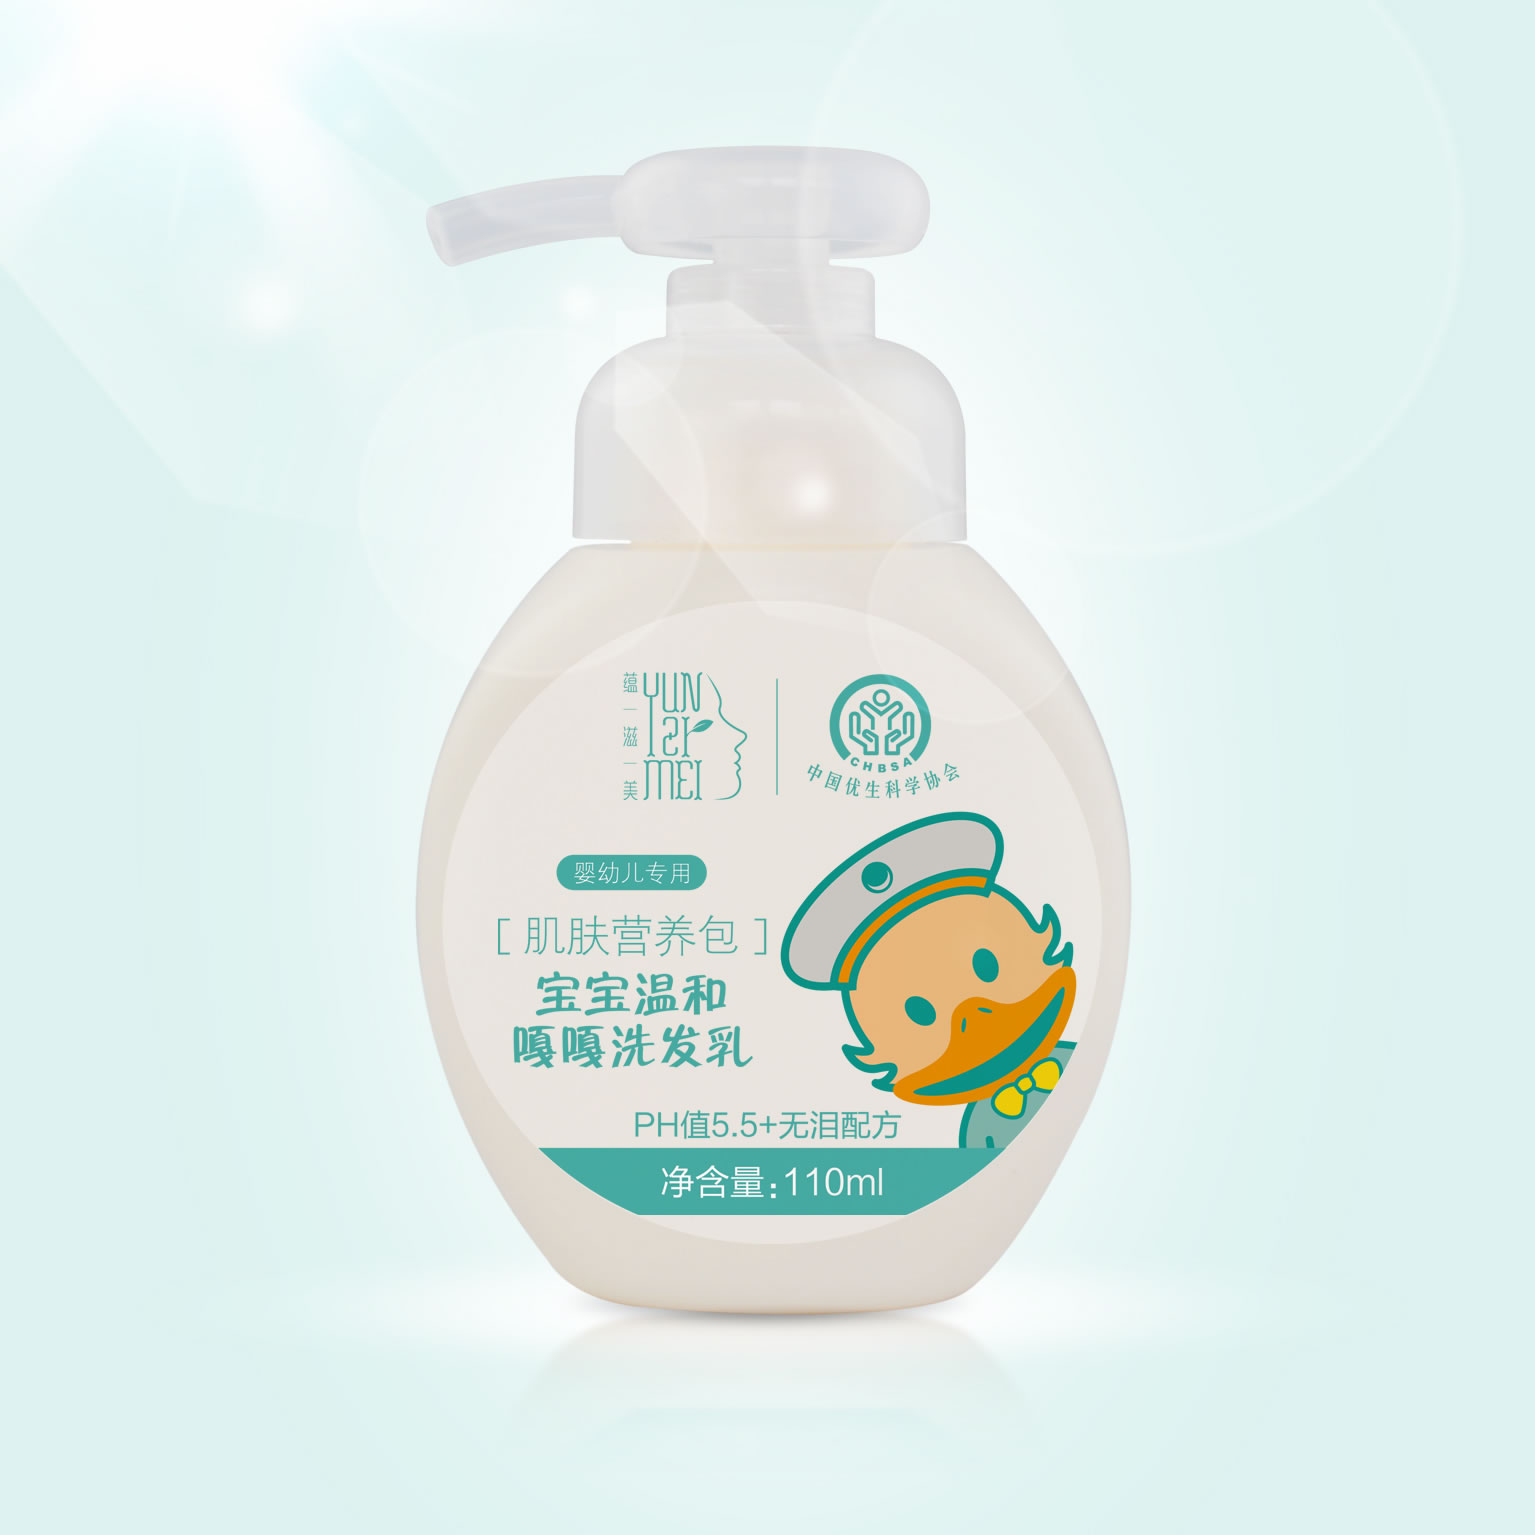 蕴一滋一美
YUN
ZI
MEI
CHBSA
中国优生科学协会
婴幼儿专用
[ 肌肤营养包 ]
宝宝温和
嘎嘎洗发乳
PH值5.5+无泪配方
净含量:110ml